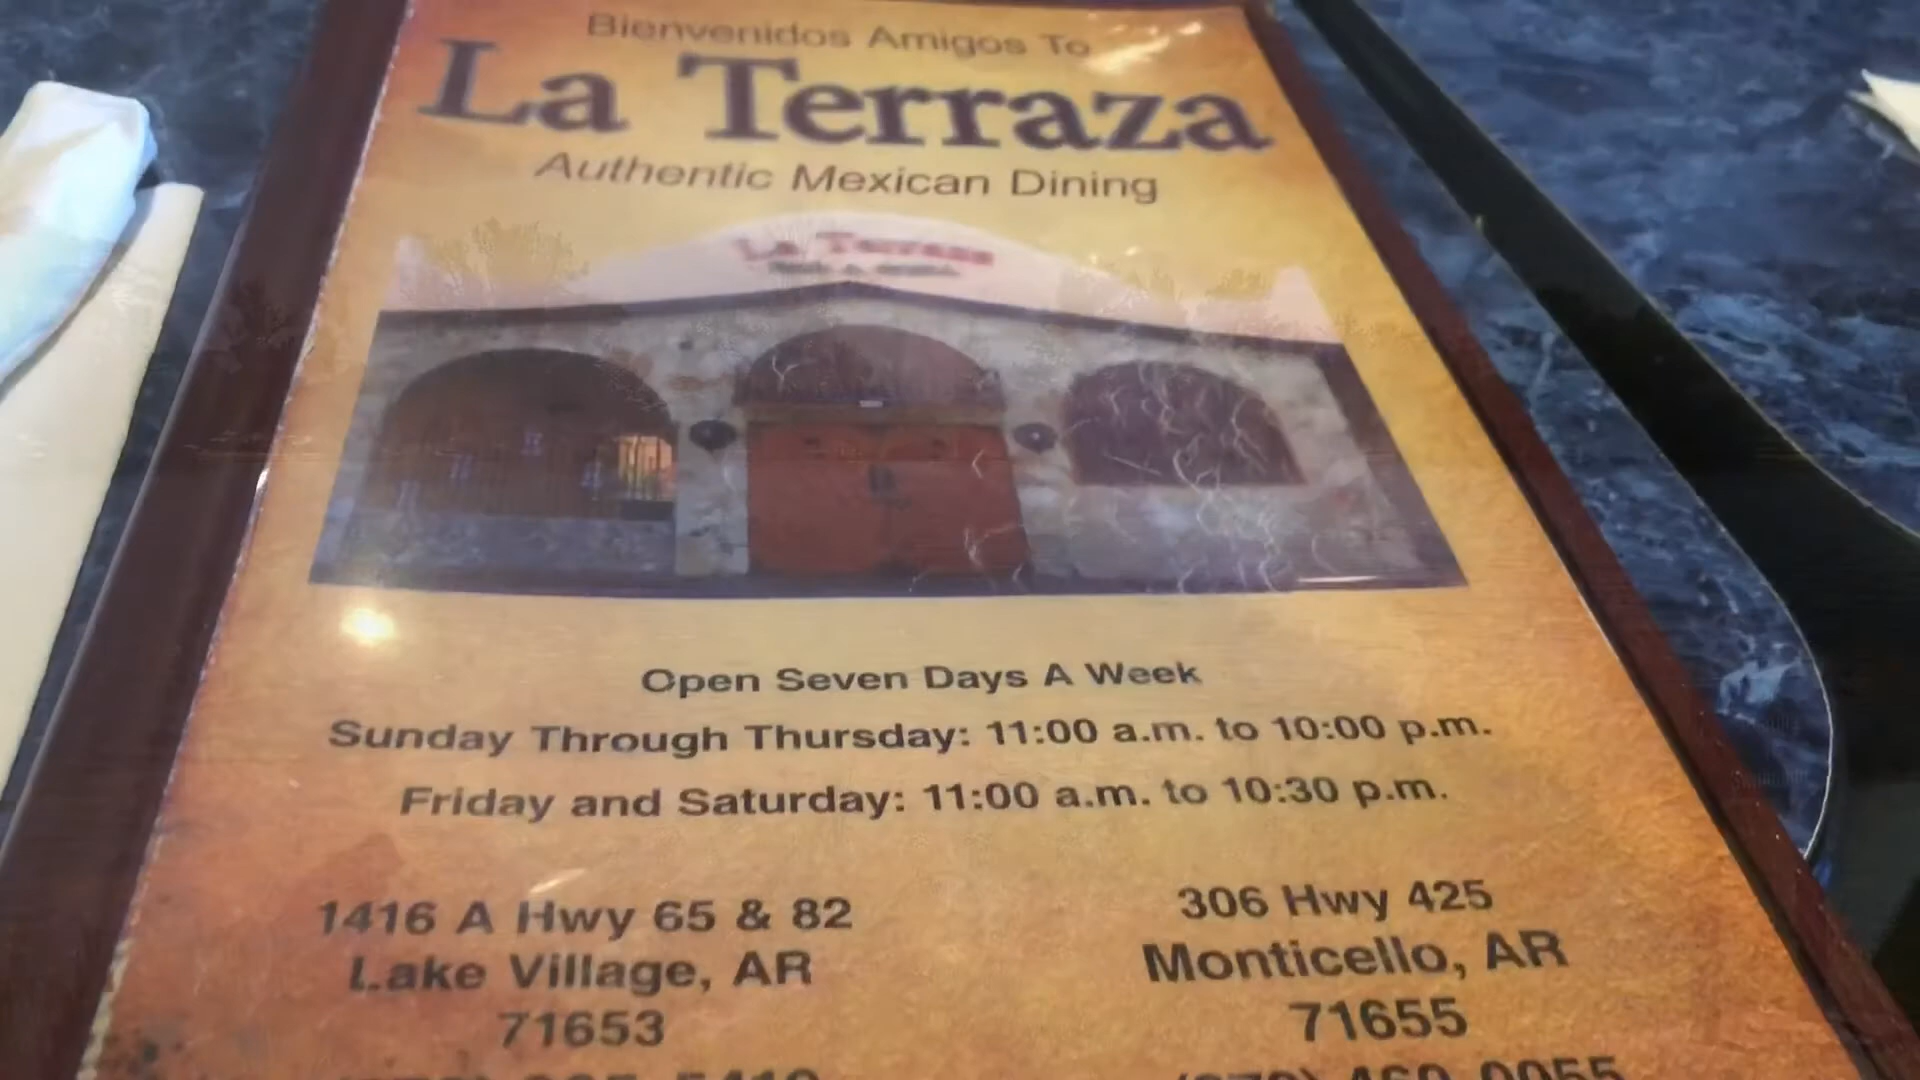 Bienvenidos Amigos To
La Terraza
Authentic Mexican Dining
La Terraza
Open Seven Days A Week
Sunday Through Thursday: 11:00 a.m. to 10:00 p.m.
Friday and Saturday: 11:00 a.m. to 10:30 p.m.
1416 A Hwy 65 & 82
Lake Village, AR
71653
306 Hwy 425
Monticello, AR
71655